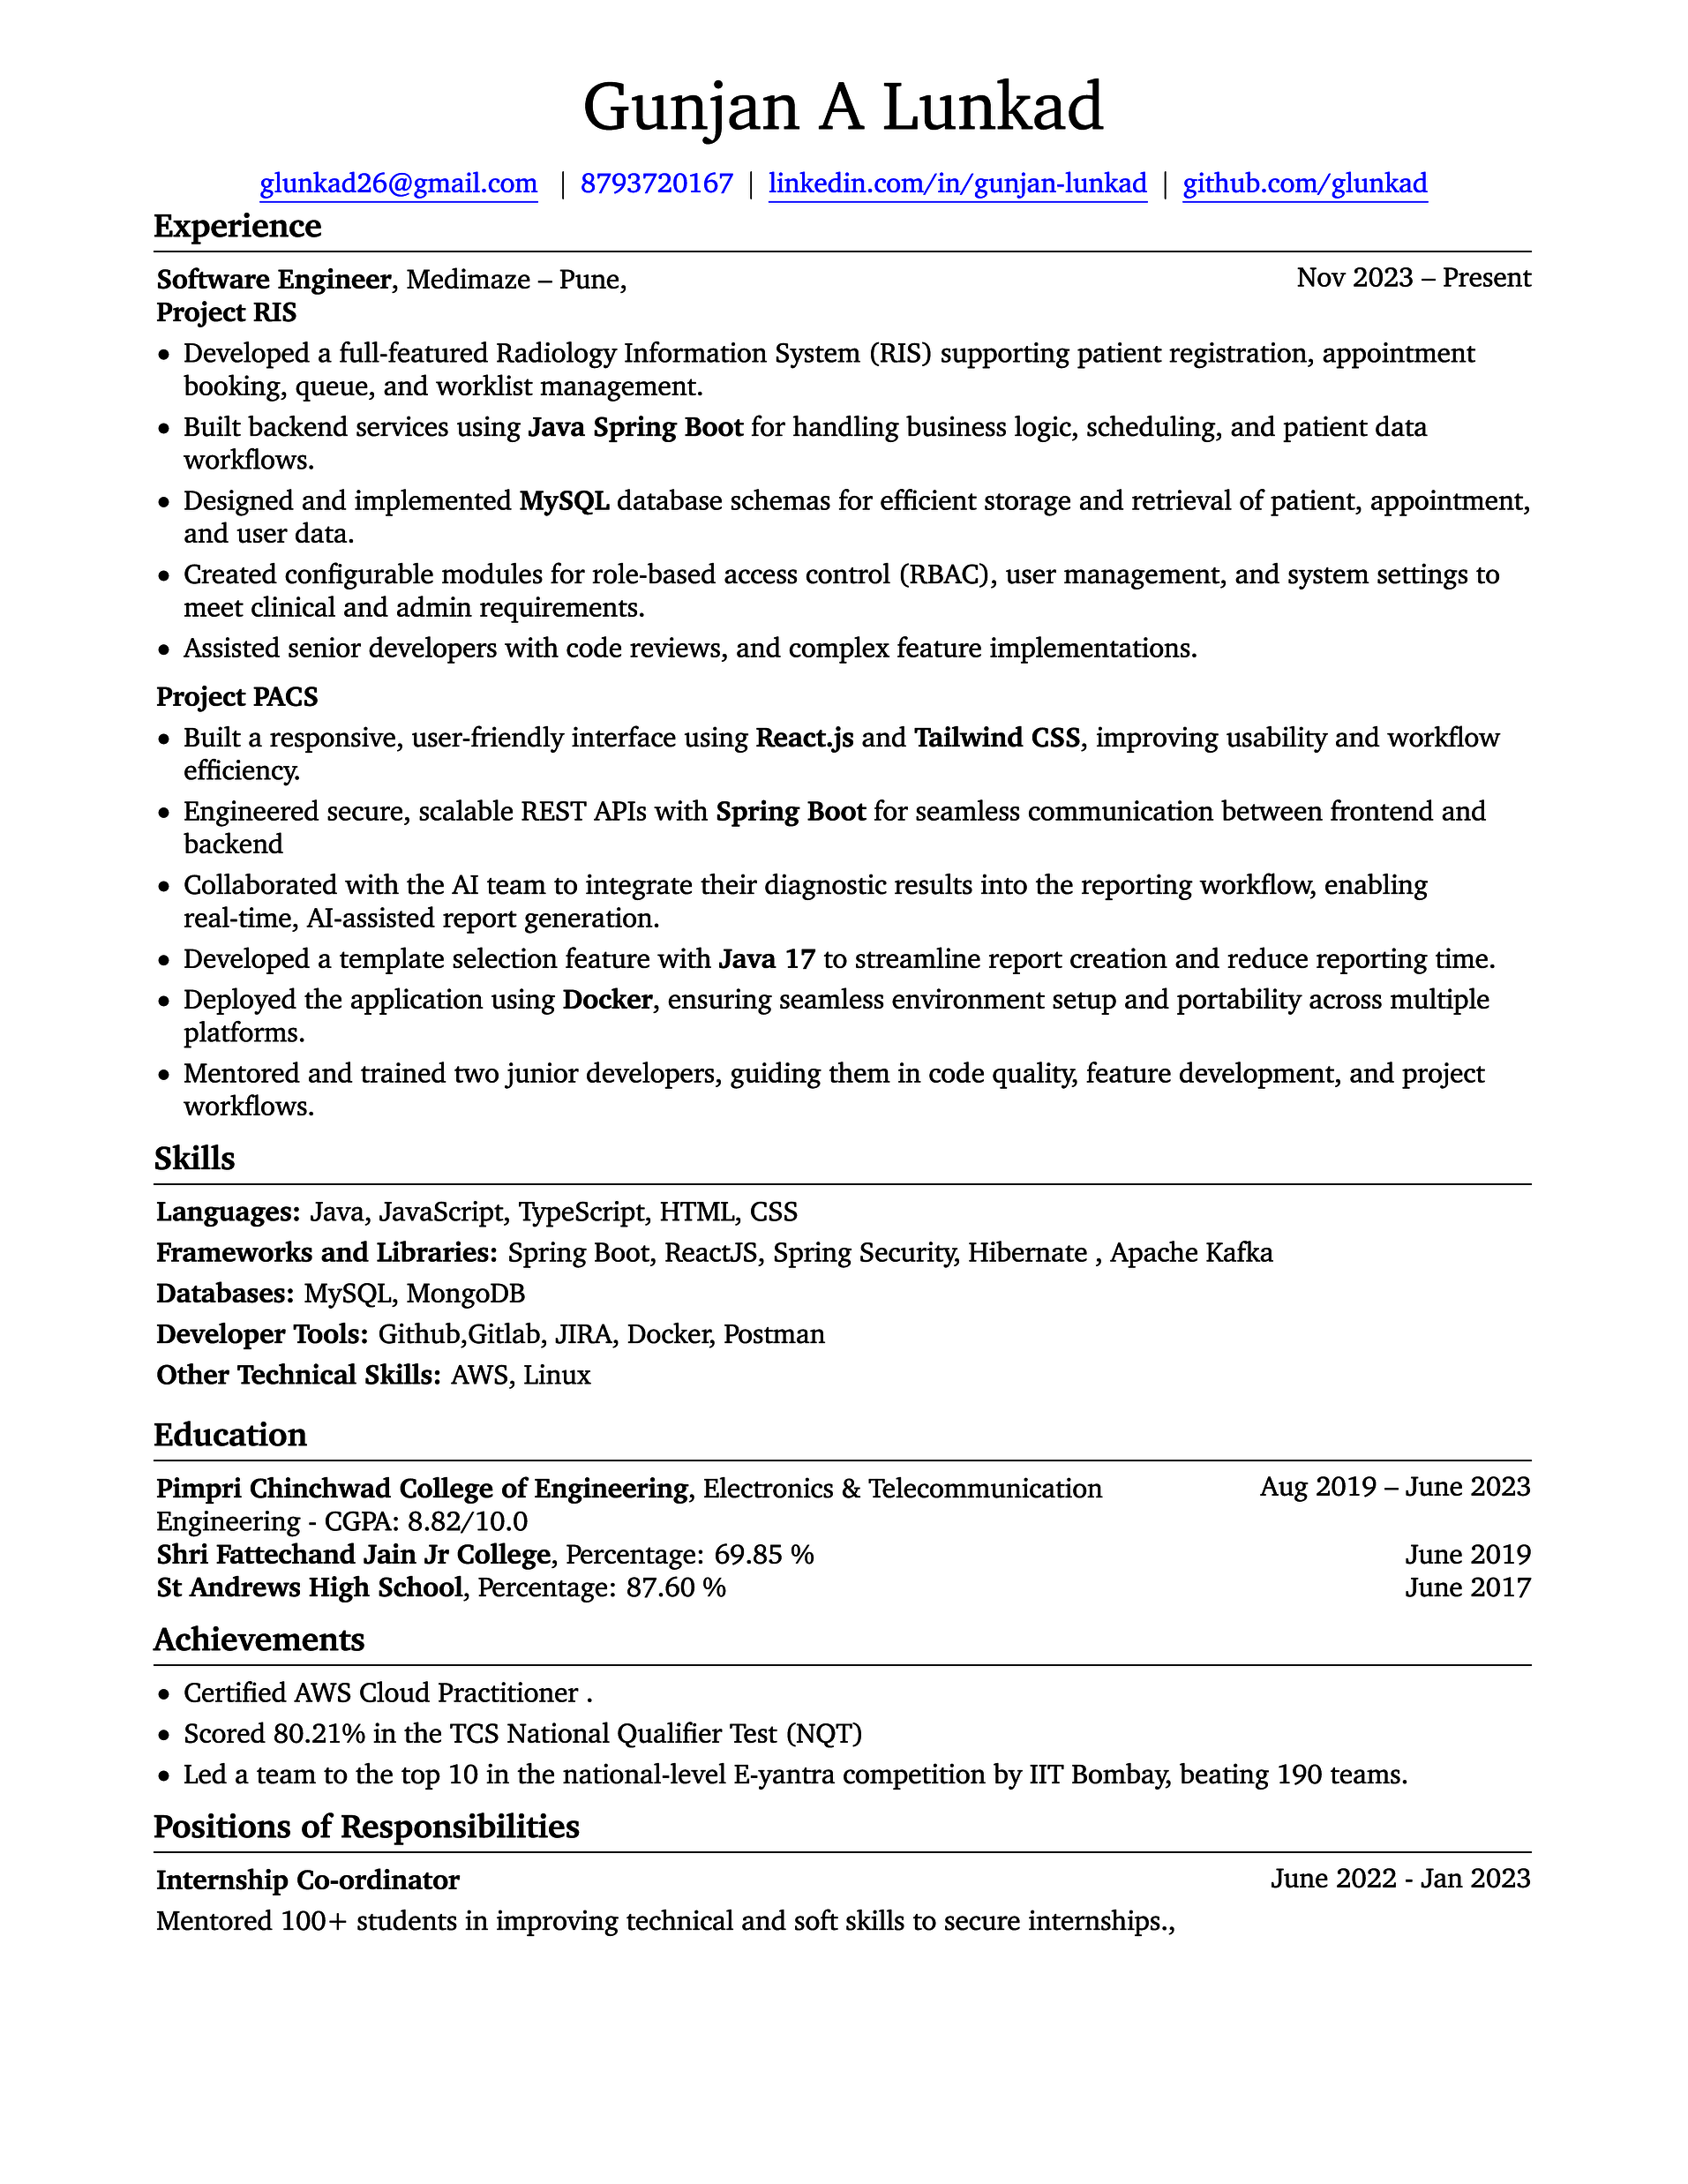 Gunjan A Lunkad
glunkad26@gmail.com | 8793720167 | linkedin.com/in/gunjan-lunkad | github.com/glunkad
Experience
Software Engineer, Medimaze – Pune, Nov 2023 – Present
Project RIS
• Developed a full-featured Radiology Information System (RIS) supporting patient registration, appointment
booking, queue, and worklist management.
• Built backend services using Java Spring Boot for handling business logic, scheduling, and patient data
workflows.
• Designed and implemented MySQL database schemas for efficient storage and retrieval of patient, appointment,
and user data.
• Created configurable modules for role-based access control (RBAC), user management, and system settings to
meet clinical and admin requirements.
• Assisted senior developers with code reviews, and complex feature implementations.
Project PACS
• Built a responsive, user-friendly interface using React.js and Tailwind CSS, improving usability and workflow
efficiency.
• Engineered secure, scalable REST APIs with Spring Boot for seamless communication between frontend and
backend
• Collaborated with the AI team to integrate their diagnostic results into the reporting workflow, enabling
real-time, AI-assisted report generation.
• Developed a template selection feature with Java 17 to streamline report creation and reduce reporting time.
• Deployed the application using Docker, ensuring seamless environment setup and portability across multiple
platforms.
• Mentored and trained two junior developers, guiding them in code quality, feature development, and project
workflows.
Skills
Languages: Java, JavaScript, TypeScript, HTML, CSS
Frameworks and Libraries: Spring Boot, ReactJS, Spring Security, Hibernate , Apache Kafka
Databases: MySQL, MongoDB
Developer Tools: Github,Gitlab, JIRA, Docker, Postman
Other Technical Skills: AWS, Linux
Education
Pimpri Chinchwad College of Engineering, Electronics & Telecommunication Aug 2019 – June 2023
Engineering - CGPA: 8.82/10.0
Shri Fattechand Jain Jr College, Percentage: 69.85 % June 2019
St Andrews High School, Percentage: 87.60 % June 2017
Achievements
• Certified AWS Cloud Practitioner .
• Scored 80.21% in the TCS National Qualifier Test (NQT)
• Led a team to the top 10 in the national-level E-yantra competition by IIT Bombay, beating 190 teams.
Positions of Responsibilities
Internship Co-ordinator June 2022 - Jan 2023
Mentored 100+ students in improving technical and soft skills to secure internships.,